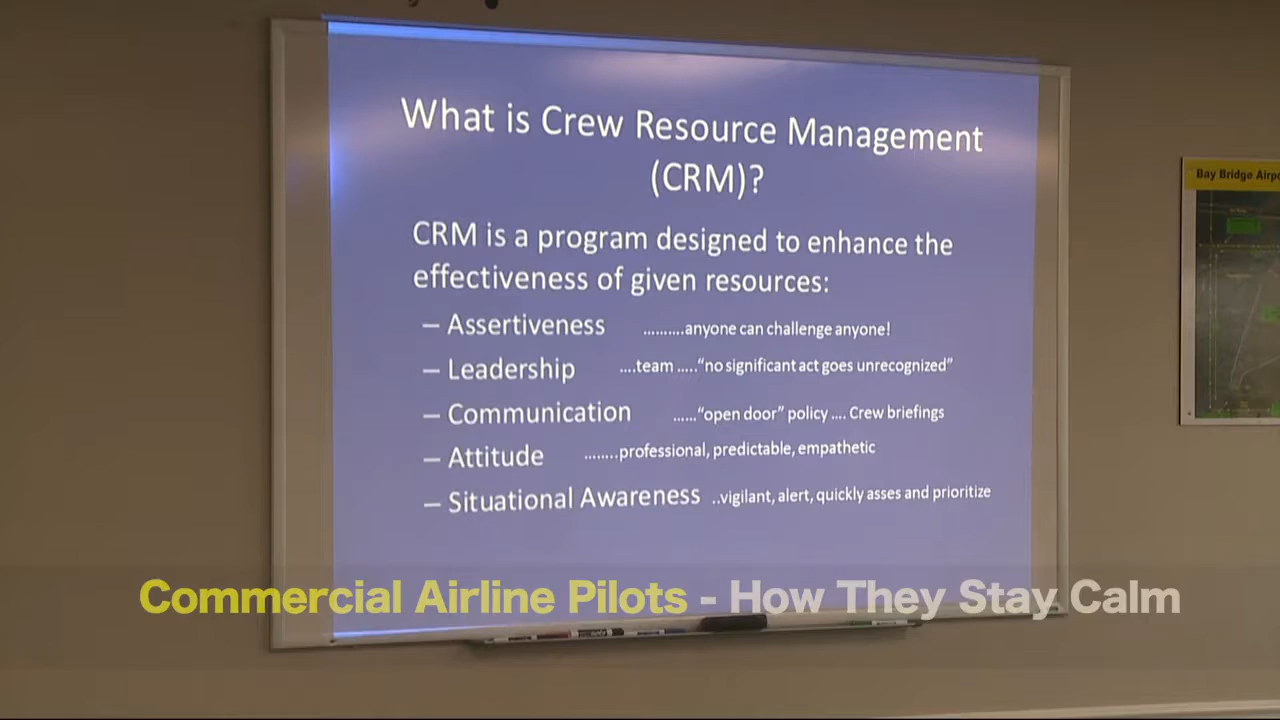 What is Crew Resource Management
(CRM)?
CRM is a program designed to enhance the
effectiveness of given resources:
– Assertiveness ..........anyone can challenge anyone!
– Leadership ....team .....“no significant act goes unrecognized”
– Communication ......“open door” policy .... Crew briefings
– Attitude ........professional, predictable, empathetic
– Situational Awareness ..vigilant, alert, quickly asses and prioritize
Bay Bridge Airpo
Commercial Airline Pilots - How They Stay Calm